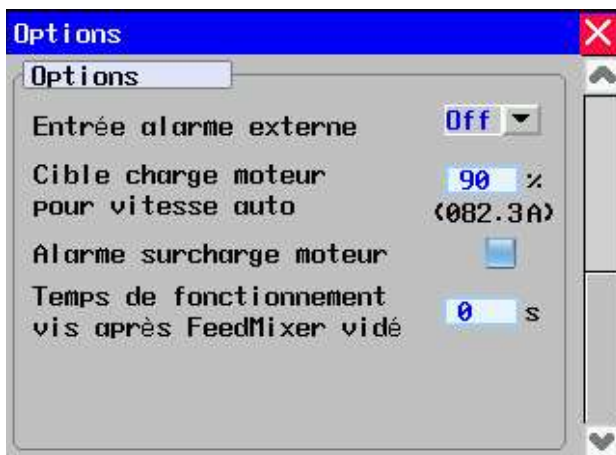 Options
Options
Entrée alarme externe Off
Cible charge moteur
pour vitesse auto 90 %
(082.3A)
Alarme surcharge moteur
Temps de fonctionnement
vis après FeedMixer vidé 0 s